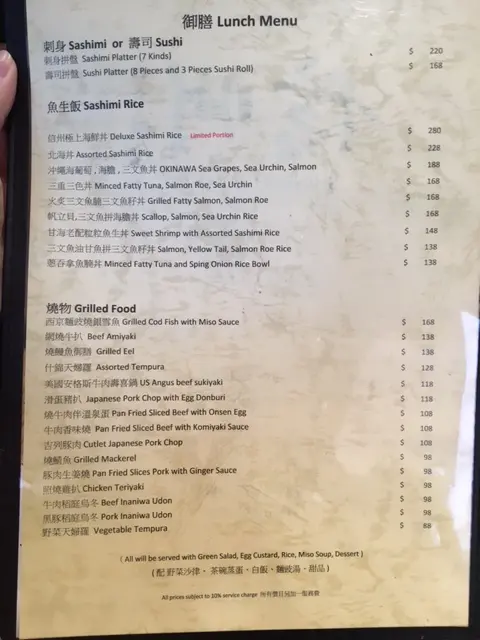 御膳 Lunch Menu
刺身 Sashimi or 壽司 Sushi
刺身拼盤 Sashimi Platter (7 Kinds) $ 220
壽司拼盤 Sushi Platter (8 Pieces and 3 Pieces Sushi Roll) $ 168
魚生飯 Sashimi Rice
信州極上海鮮丼 Deluxe Sashimi Rice Limited Portion $ 280
北海丼 Assorted Sashimi Rice $ 228
沖繩海葡萄,海膽,三文魚丼 OKINAWA Sea Grapes, Sea Urchin, Salmon $ 188
三重三色丼 Minced Fatty Tuna, Salmon Roe, Sea Urchin $ 168
火炙三文魚腩三文魚籽丼 Grilled Fatty Salmon, Salmon Roe $ 168
帆立貝,三文魚拼海膽丼 Scallop, Salmon, Sea Urchin Rice $ 168
甘海老配粒粒魚生丼 Sweet Shrimp with Assorted Sashimi Rice $ 148
三文魚油甘魚拼三文魚籽丼 Salmon, Yellow Tail, Salmon Roe Rice $ 138
蔥吞拿魚腩丼 Minced Fatty Tuna and Sping Onion Rice Bowl $ 138
燒物 Grilled Food
西京麵豉燒銀雪魚 Grilled Cod Fish with Miso Sauce $ 168
網燒牛扒 Beef Amiyaki $ 138
燒鰻魚御膳 Grilled Eel $ 138
什錦天婦羅 Assorted Tempura $ 128
美國安格斯牛肉壽喜鍋 US Angus beef sukiyaki $ 118
滑蛋豬扒 Japanese Pork Chop with Egg Donburi $ 118
燒牛肉伴溫泉蛋 Pan Fried Sliced Beef with Onsen Egg $ 108
牛肉香味燒 Pan Fried Sliced Beef with Komiyaki Sauce $ 108
吉列豚肉 Cutlet Japanese Pork Chop $ 108
燒鯖魚 Grilled Mackerel $ 98
豚肉生姜燒 Pan Fried Slices Pork with Ginger Sauce $ 98
照燒雞扒 Chicken Teriyaki $ 98
牛肉稻庭烏冬 Beef Inaniwa Udon $ 98
黑豚稻庭烏冬 Pork Inaniwa Udon $ 98
野菜天婦羅 Vegetable Tempura $ 88
( All will be served with Green Salad, Egg Custard, Rice, Miso Soup, Dessert )
( 配 野菜沙律、茶碗蒸蛋、白飯、麵豉湯、甜品 )
All prices subject to 10% service charge 所有價目另加一服務費